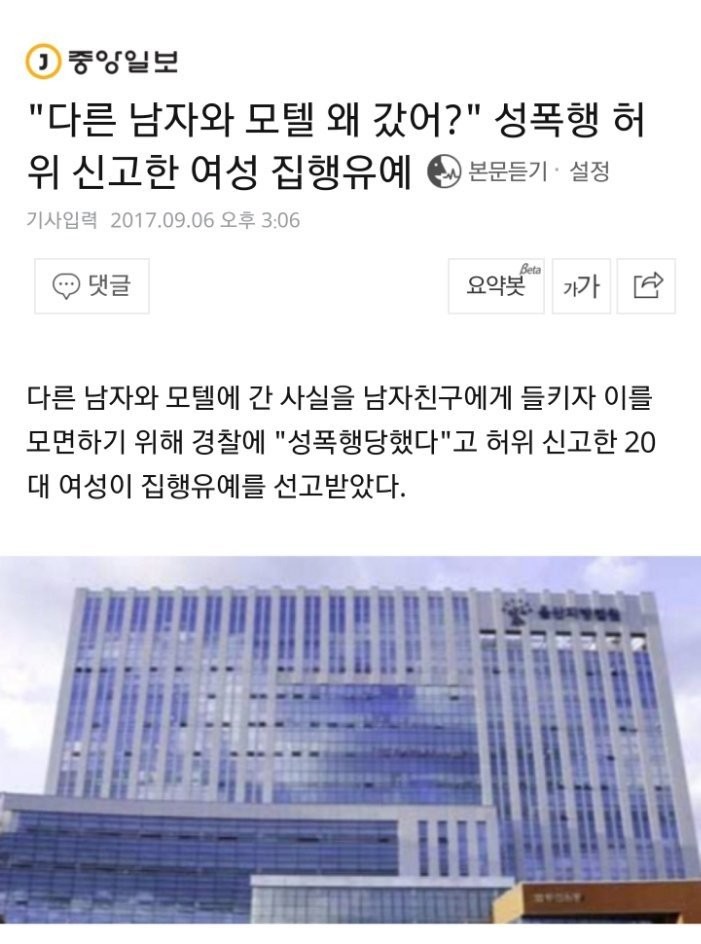 J 중앙일보
"다른 남자와 모텔 왜 갔어?" 성폭행 허
위 신고한 여성 집행유예 본문듣기 · 설정
기사입력 2017.09.06 오후 3:06
댓글 요약봇 Beta 가가
다른 남자와 모텔에 간 사실을 남자친구에게 들키자 이를
모면하기 위해 경찰에 "성폭행당했다"고 허위 신고한 20
대 여성이 집행유예를 선고받았다.
울산지방법원